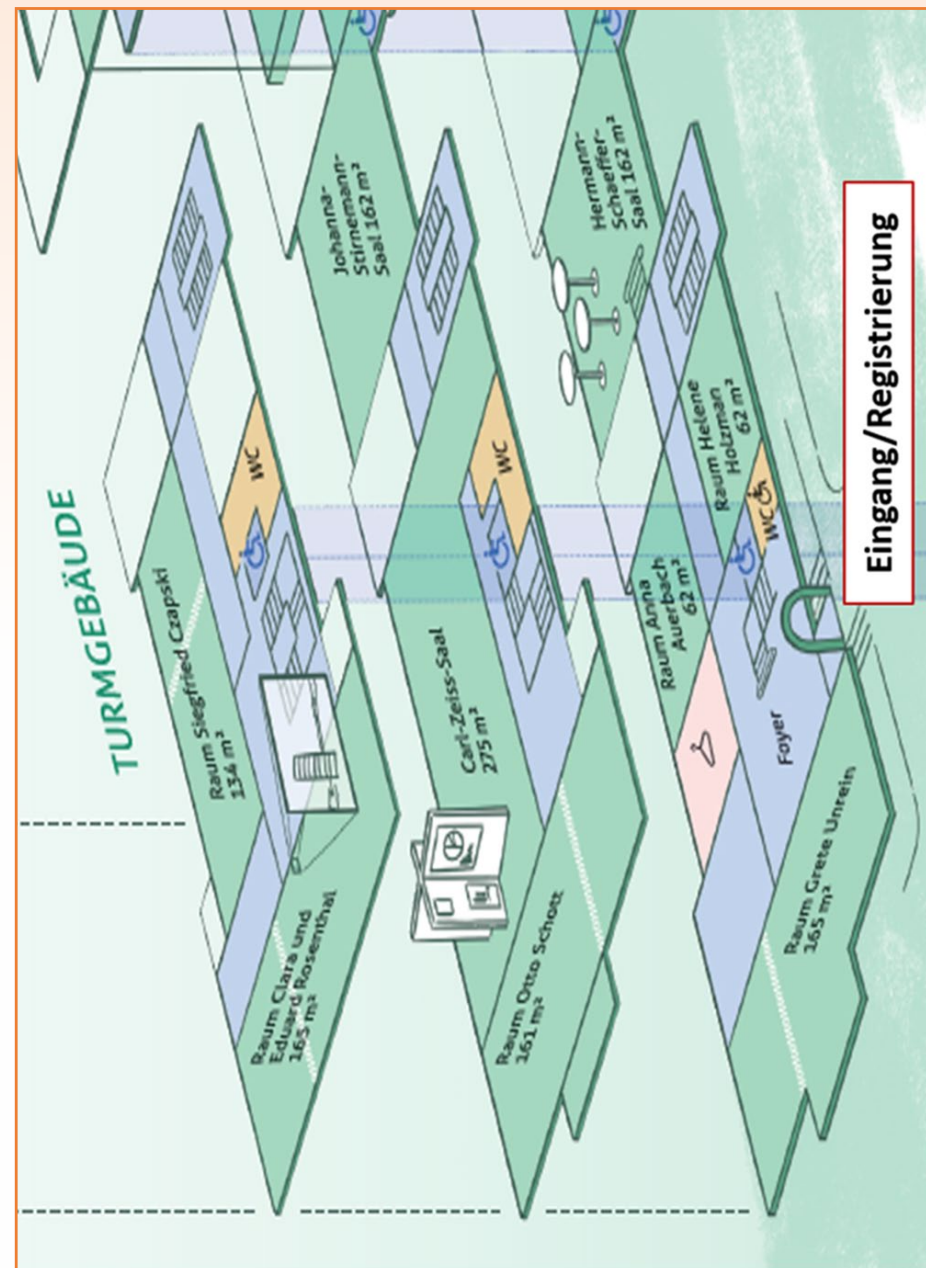 TURMGEBÄUDE
Raum Siegfried Czapski
134 m²
WC
Raum Clara und
Eduard Rosenthal
165 m²
Johanna-
Stirnemann-
Saal 162 m²
Carl-Zeiss-Saal
275 m²
WC
Raum Otto Schott
161 m²
Hermann-
Schaeffer-
Saal 162 m²
Raum Helene
Holzman
62 m²
Raum Anna
Auerbach
62 m²
WC
Foyer
Raum Grete Unrein
165 m²
Eingang/Registrierung